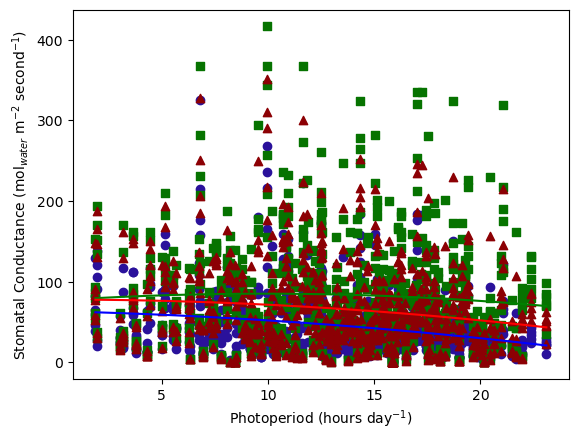 400
300
200
100
0
Stomatal Conductance (mol$_{water}$ m$^{-2}$ second$^{-1}$)
5 10 15 20
Photoperiod (hours day$^{-1}$)